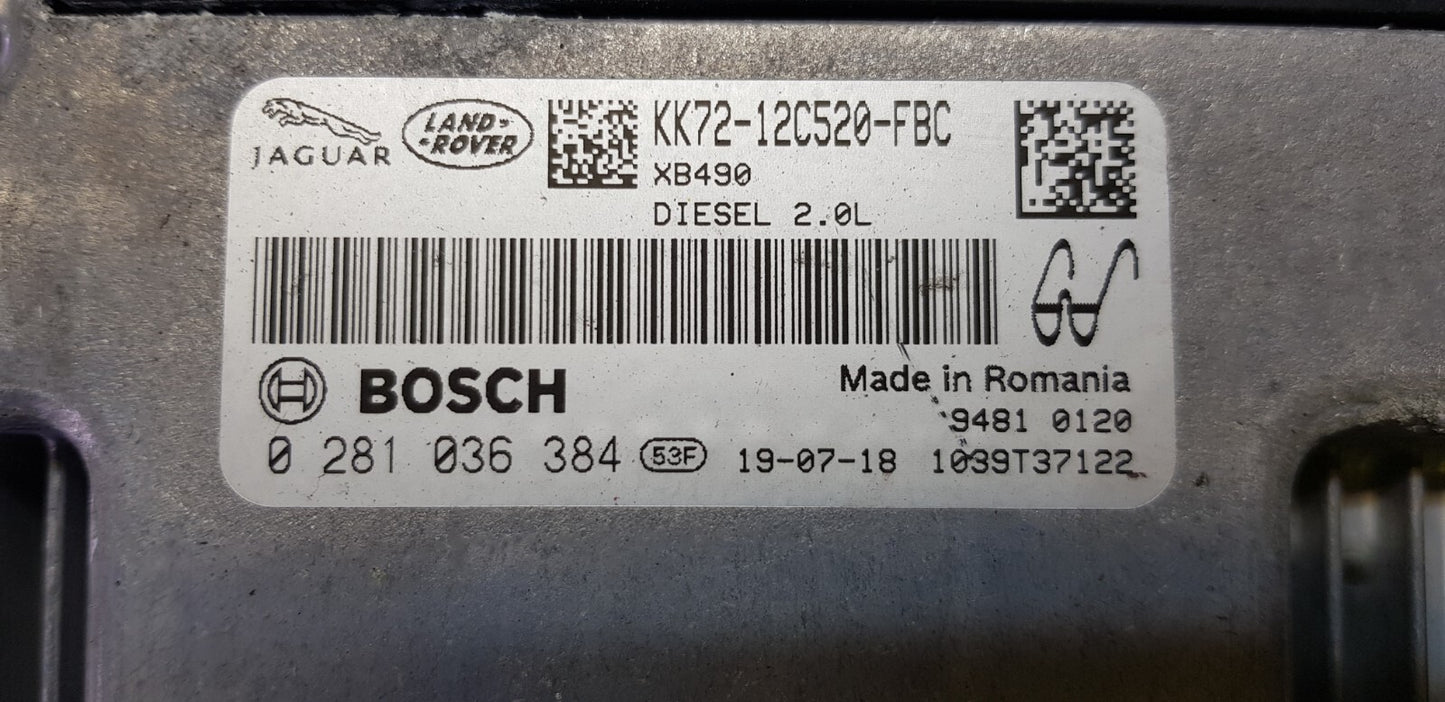 JAGUAR
LAND-
-ROVER
KK72-12C520-FBC
XB490
DIESEL 2.0L
BOSCH
Made in Romania
9481 0120
0 281 036 384 53F 19-07-18 1039T37122